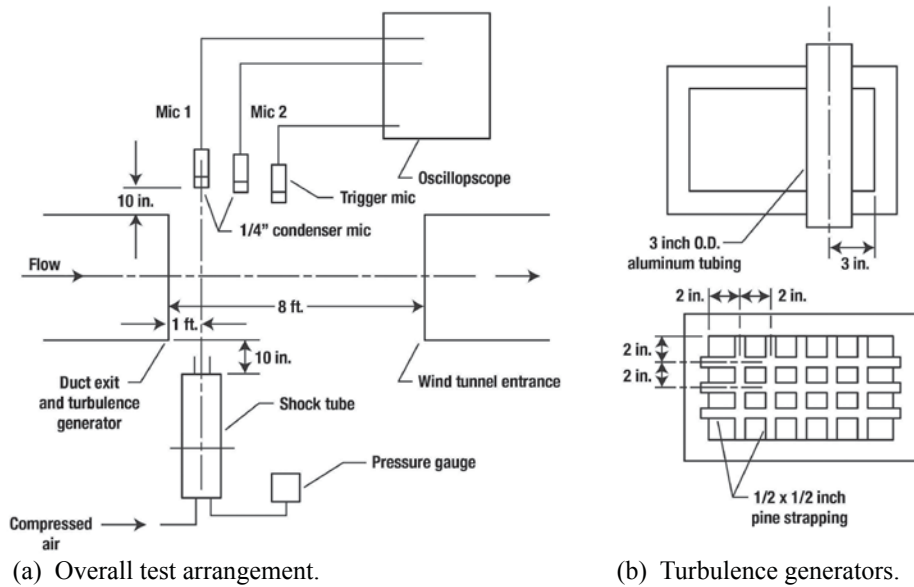 Mic 1
Mic 2
Oscillopscope
Trigger mic
10 in.
1/4" condenser mic
Flow
8 ft.
1 ft.
10 in.
Duct exit
and turbulence
generator
Wind tunnel entrance
Shock tube
Pressure gauge
Compressed
air
(a) Overall test arrangement.
3 inch O.D.
aluminum tubing
3 in.
2 in.
2 in.
2 in.
2 in.
1/2 x 1/2 inch
pine strapping
(b) Turbulence generators.